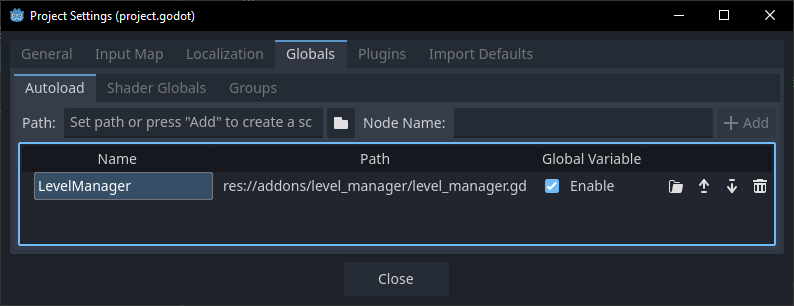 Project Settings (project.godot)
General Input Map Localization Globals Plugins Import Defaults
Autoload Shader Globals Groups
Path: Set path or press "Add" to create a sc Node Name: Add
Name Path Global Variable
LevelManager res://addons/level_manager/level_manager.gd Enable
Close